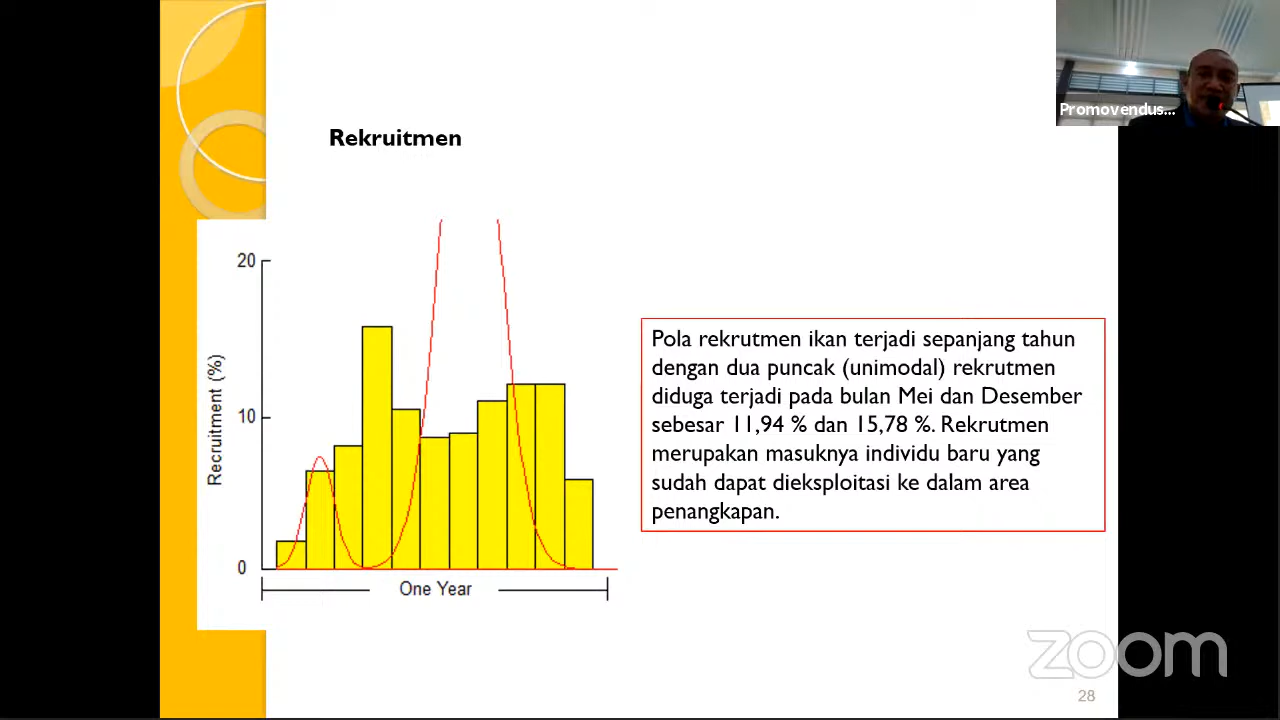 Promovendus...
Rekruitmen
20
10
0
Recruitment (%)
One Year
Pola rekrutmen ikan terjadi sepanjang tahun
dengan dua puncak (unimodal) rekrutmen
diduga terjadi pada bulan Mei dan Desember
sebesar 11,94 % dan 15,78 %. Rekrutmen
merupakan masuknya individu baru yang
sudah dapat dieksploitasi ke dalam area
penangkapan.
zoom
28